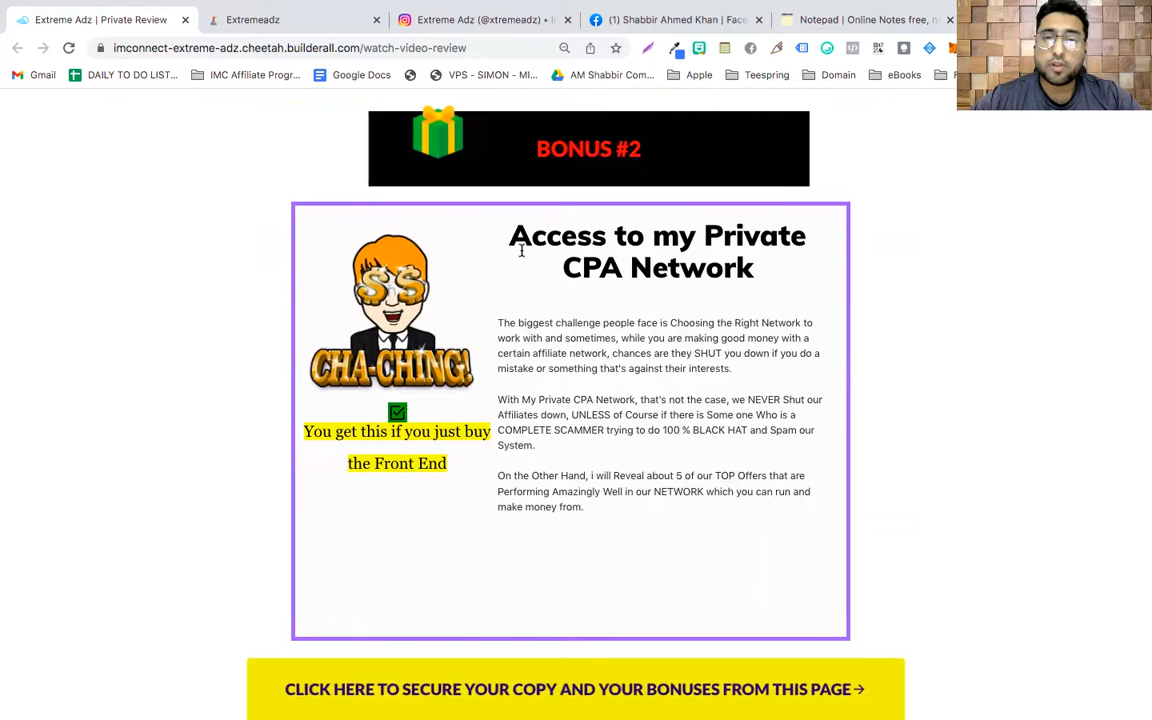 Extreme Adz | Private Review
Extremeadz
Extreme Adz (@xtremeadz) •
(1) Shabbir Ahmed Khan | Face
Notepad | Online Notes free, n
imconnect-extreme-adz.cheetah.builderall.com/watch-video-review
Gmail
DAILY TO DO LIST...
IMC Affiliate Progr...
Google Docs
VPS - SIMON - MI...
AM Shabbir Com...
Apple
Teespring
Domain
eBooks
BONUS #2
Access to my Private
CPA Network
The biggest challenge people face is Choosing the Right Network to
work with and sometimes, while you are making good money with a
certain affiliate network, chances are they SHUT you down if you do a
mistake or something that's against their interests.
With My Private CPA Network, that's not the case, we NEVER Shut our
Affiliates down, UNLESS of Course if there is Some one Who is a
COMPLETE SCAMMER trying to do 100 % BLACK HAT and Spam our
System.
On the Other Hand, i will Reveal about 5 of our TOP Offers that are
Performing Amazingly Well in our NETWORK which you can run and
make money from.
$ $
CHA-CHING!
You get this if you just buy
the Front End
CLICK HERE TO SECURE YOUR COPY AND YOUR BONUSES FROM THIS PAGE→